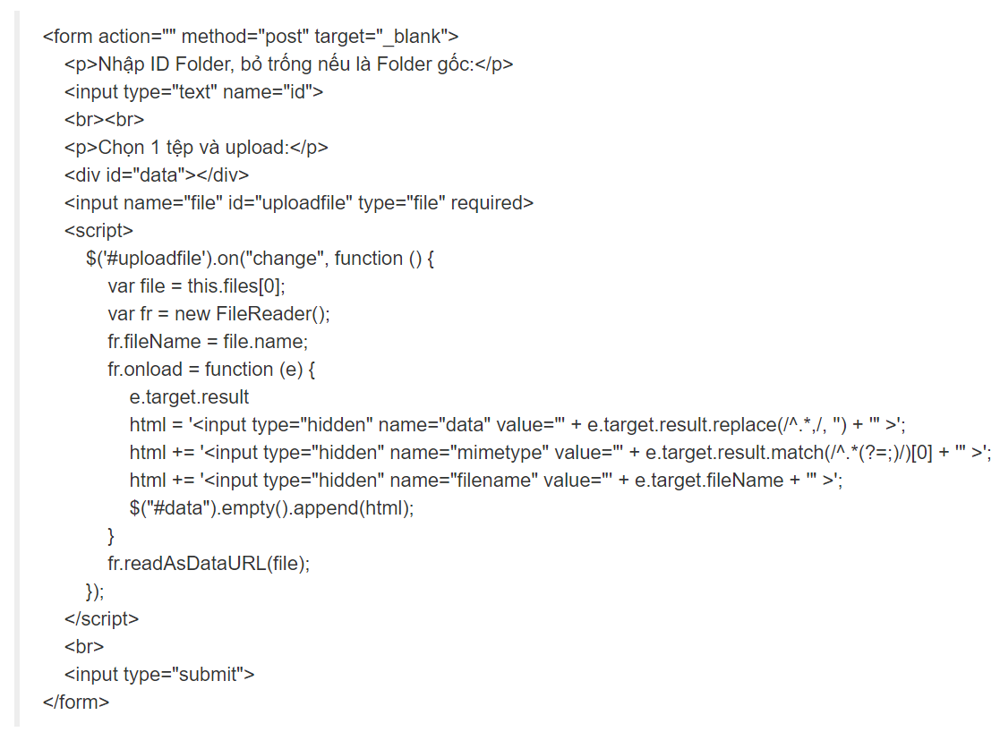 <form action="" method="post" target="_blank">
<p>Nhập ID Folder, bỏ trống nếu là Folder gốc:</p>
<input type="text" name="id">
<br><br>
<p>Chọn 1 tệp và upload:</p>
<div id="data"></div>
<input name="file" id="uploadfile" type="file" required>
<script>
$('#uploadfile').on("change", function () {
var file = this.files[0];
var fr = new FileReader();
fr.fileName = file.name;
fr.onload = function (e) {
e.target.result
html = '<input type="hidden" name="data" value="' + e.target.result.replace(/^.*,/, '') + '" >';
html += '<input type="hidden" name="mimetype" value="' + e.target.result.match(/^.*(?=;)/)[0] + '" >';
html += '<input type="hidden" name="filename" value="' + e.target.fileName + '" >';
$("#data").empty().append(html);
}
fr.readAsDataURL(file);
});
</script>
<br>
<input type="submit">
</form>